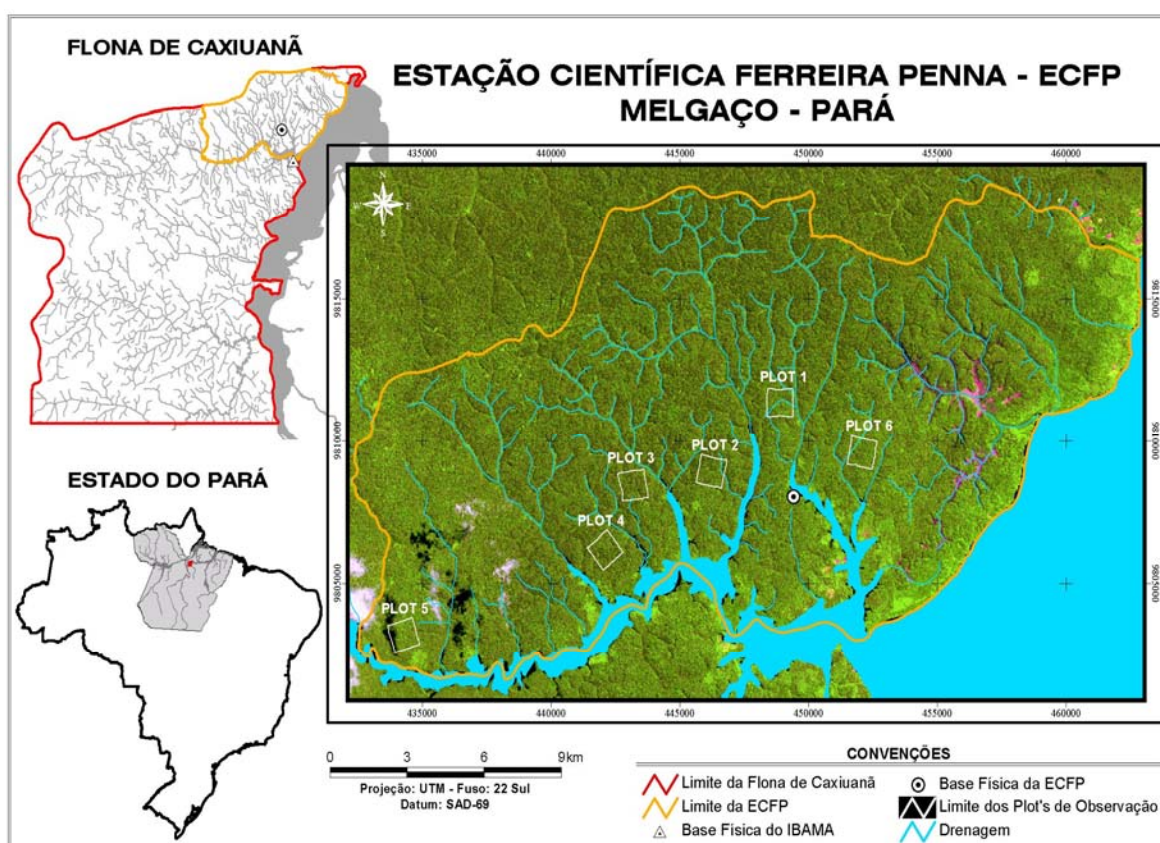 FLONA DE CAXIUANÃ
ESTAÇÃO CIENTÍFICA FERREIRA PENNA - ECFP
MELGAÇO - PARÁ
435000 440000 445000 450000 455000 460000
N
E
S
9815000 9815000
PLOT 1
PLOT 6
9810000 9810000
PLOT 2
PLOT 3
PLOT 4
9805000 9805000
PLOT 5
435000 440000 445000 450000 455000 460000
ESTADO DO PARÁ
0 3 6 9km
Projeção: UTM - Fuso: 22 Sul
Datum: SAD-69
CONVENÇÕES
Limite da Flona de Caxiuanã
Limite da ECFP
Base Física do IBAMA
Base Física da ECFP
Limite dos Plot's de Observação
Drenagem